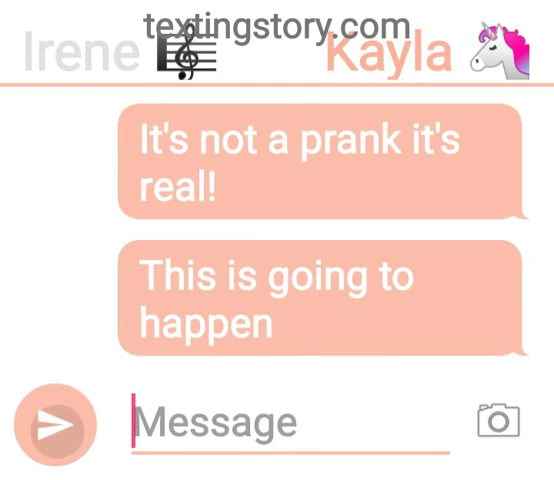 textingstory.com
Irene Kayla
It's not a prank it's
real!
This is going to
happen
Message